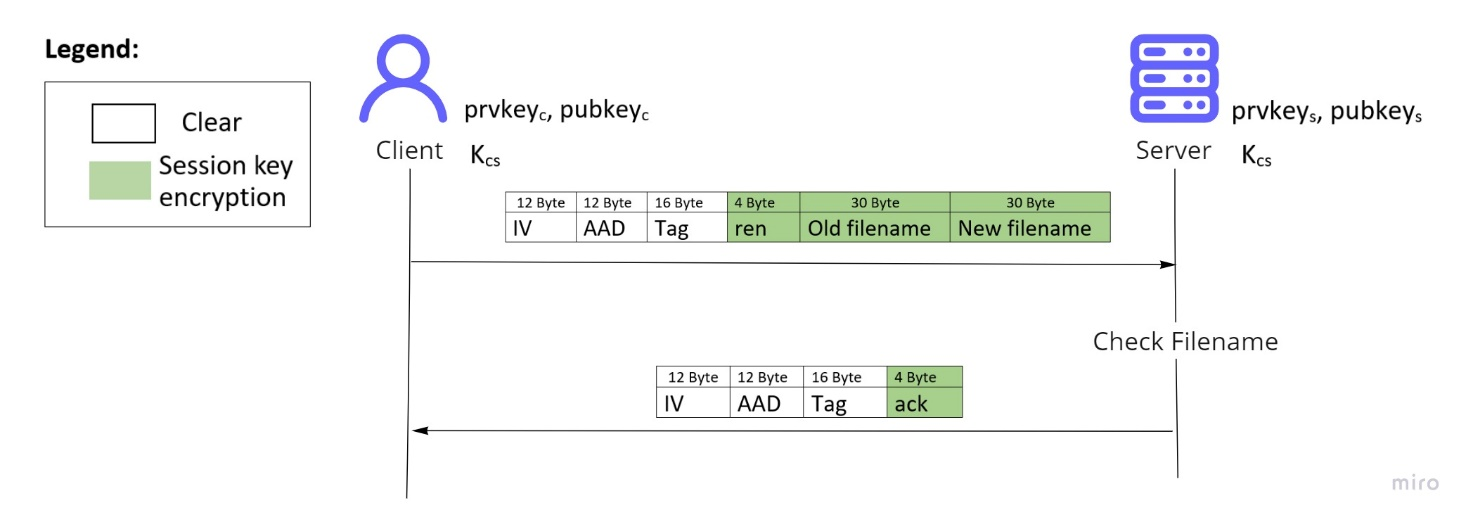 Legend:
Clear
Session key
encryption
prvkeyc, pubkeyc
Client Kcs
prvkeys, pubkeys
Server Kcs
12 Byte 12 Byte 16 Byte 4 Byte 30 Byte 30 Byte
IV AAD Tag ren Old filename New filename
Check Filename
12 Byte 12 Byte 16 Byte 4 Byte
IV AAD Tag ack
miro